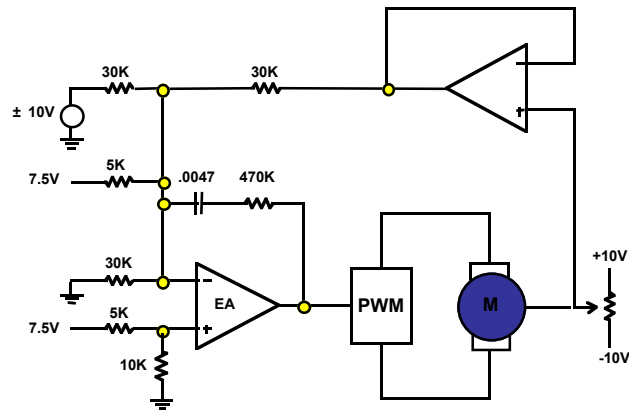 30K
30K
± 10V
–
+
5K
7.5V
.0047
470K
30K
–
EA
+
5K
7.5V
10K
PWM
M
+10V
-10V